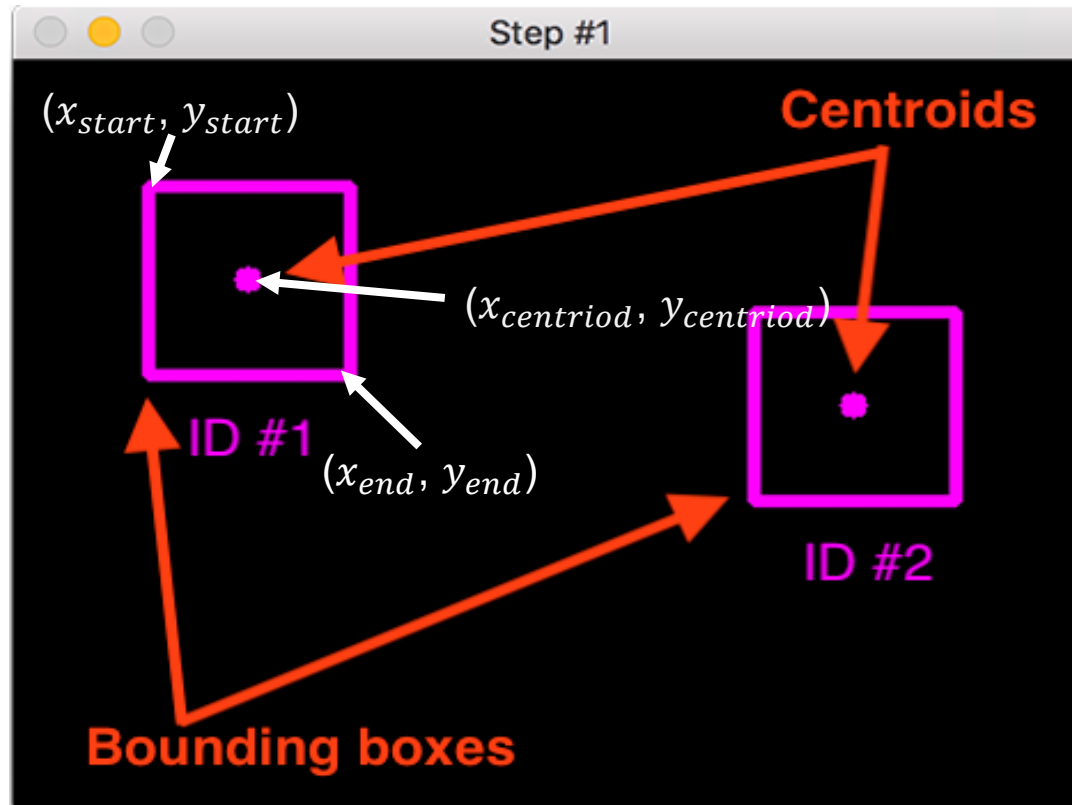 Step #1
(x_start, y_start)
Centroids
(x_centriod, y_centriod)
ID #1
(x_end, y_end)
ID #2
Bounding boxes